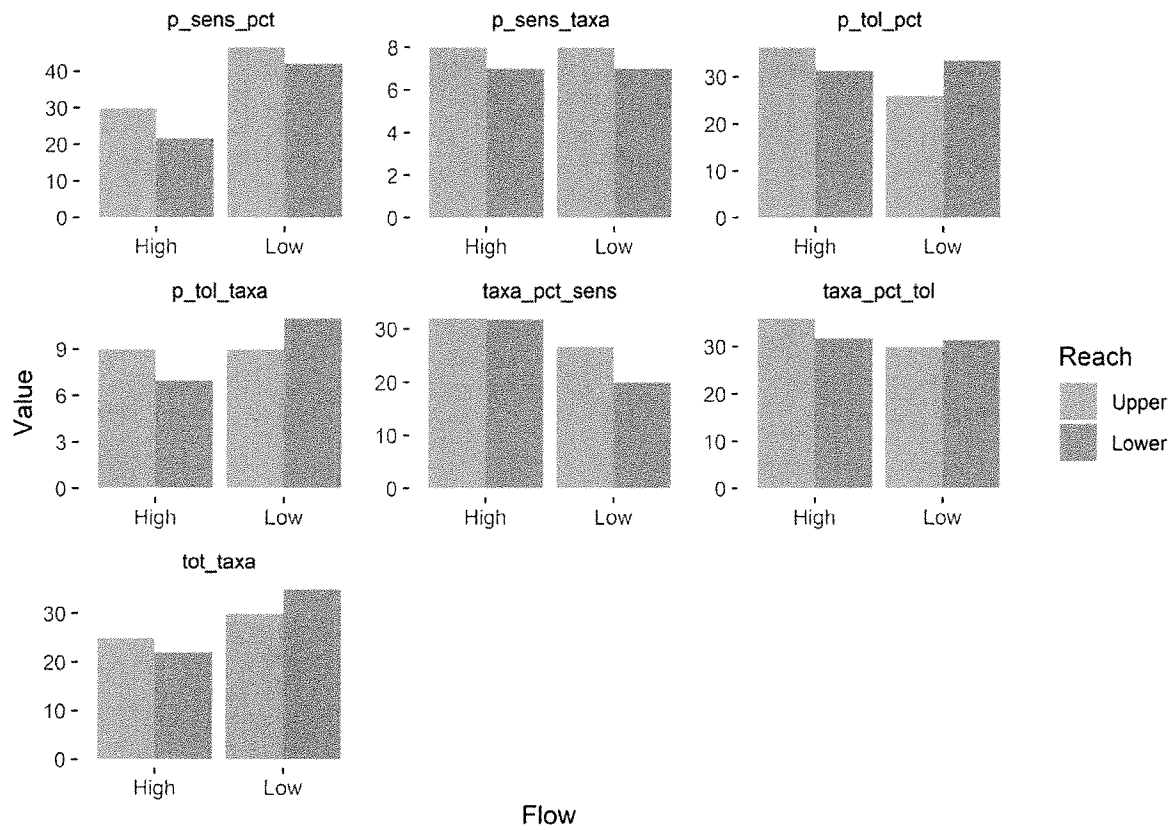 p_sens_pct
p_sens_taxa
p_tol_pct
40
30
20
10
0
High
Low
8
6
4
2
0
High
Low
30
20
10
0
High
Low
p_tol_taxa
taxa_pct_sens
taxa_pct_tol
9
6
3
0
High
Low
30
20
10
0
High
Low
30
20
10
0
High
Low
tot_taxa
30
20
10
0
High
Low
Value
Flow
Reach
Upper
Lower